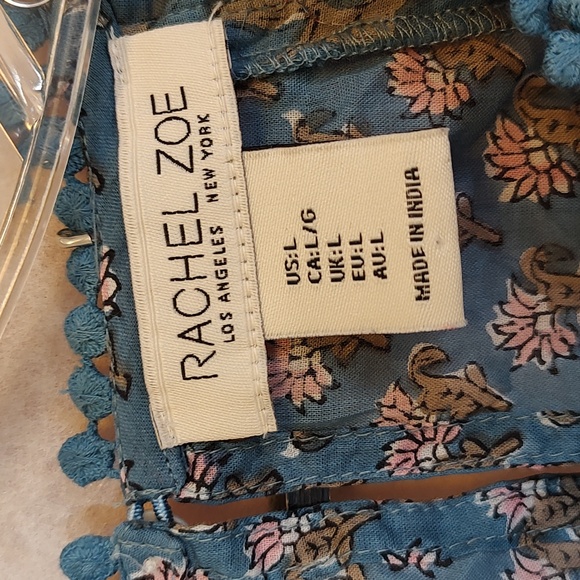 RACHEL ZOE
LOS ANGELES NEW YORK
US:L
CA:L/G
UK:L
EU:L
AU:L
MADE IN INDIA